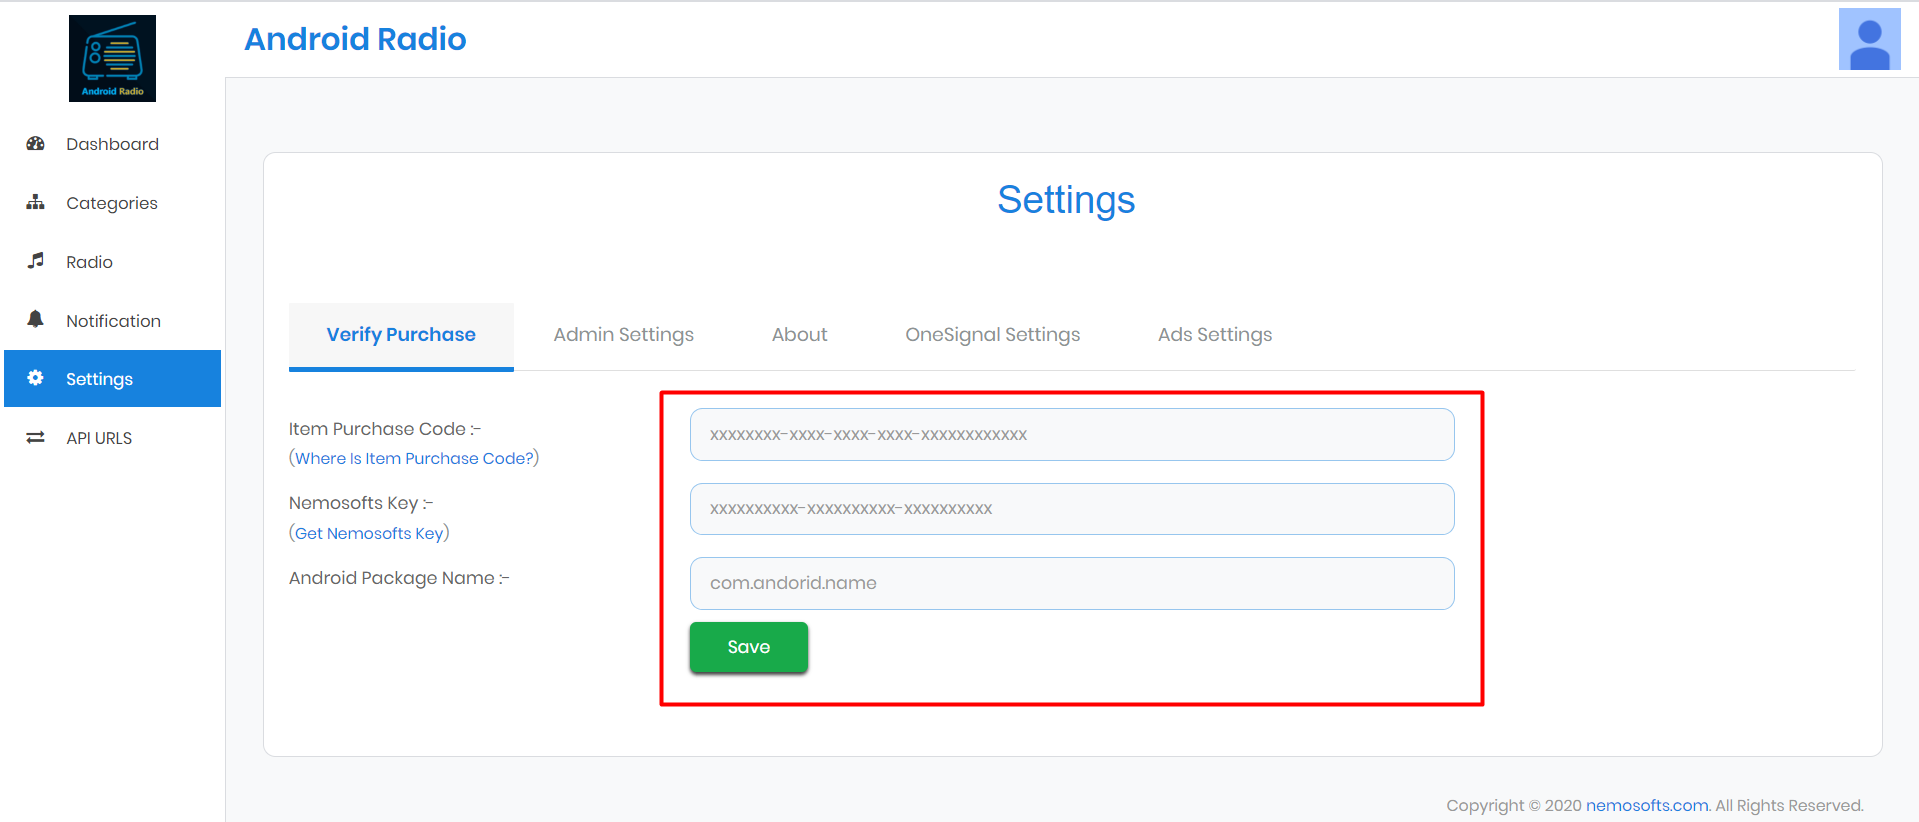 Android Radio
Android Radio
Dashboard
Categories
Radio
Notification
Settings
API URLS
Settings
Verify Purchase
Admin Settings
About
OneSignal Settings
Ads Settings
Item Purchase Code :-
(Where Is Item Purchase Code?)
xxxxxxxx-xxxx-xxxx-xxxx-xxxxxxxxxxxx
Nemosofts Key :-
(Get Nemosofts Key)
xxxxxxxxxx-xxxxxxxxxx-xxxxxxxxxx
Android Package Name :-
com.andorid.name
Save
Copyright © 2020 nemosofts.com. All Rights Reserved.